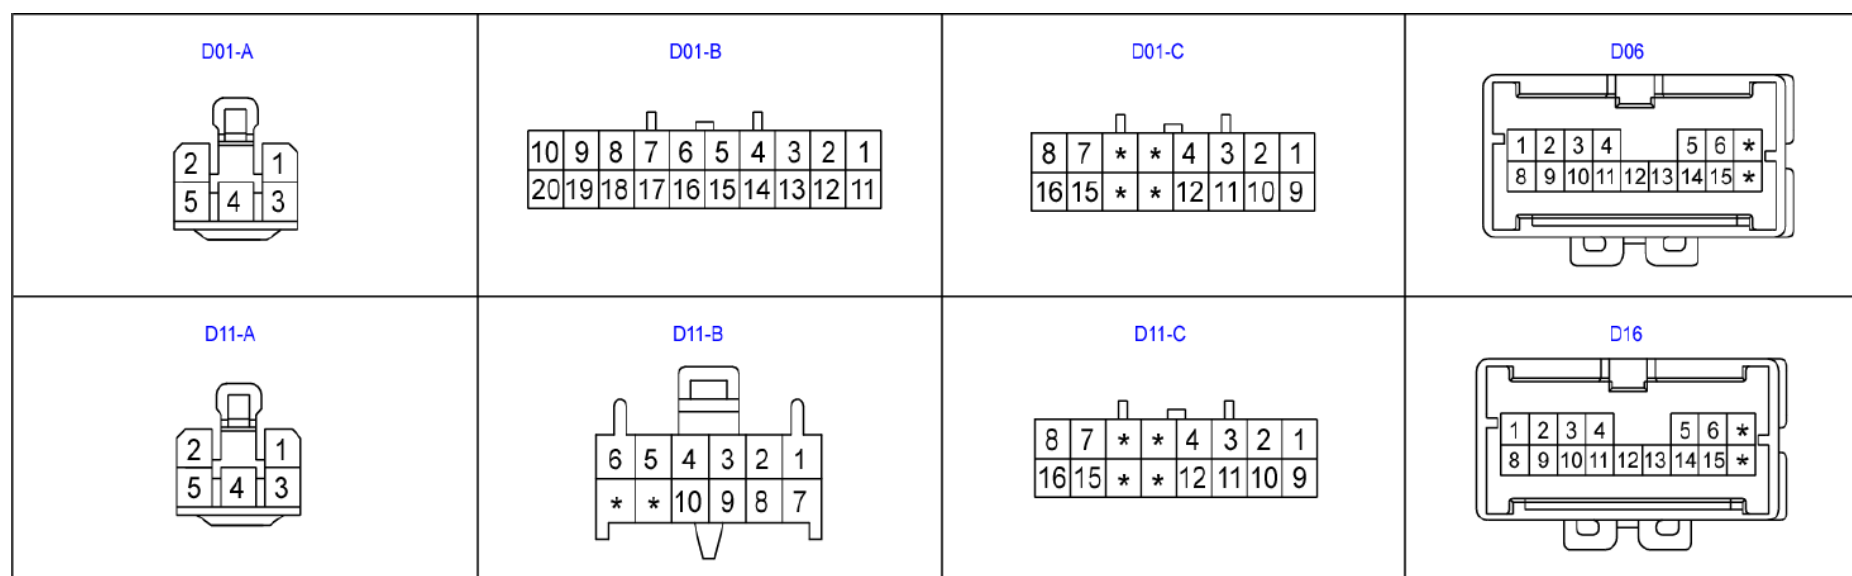 D01-A
2 1
5 4 3
D01-B
10 9 8 7 6 5 4 3 2 1
20 19 18 17 16 15 14 13 12 11
D01-C
8 7 * * 4 3 2 1
16 15 * * 12 11 10 9
D06
1 2 3 4 5 6 *
8 9 10 11 12 13 14 15 *
D11-A
2 1
5 4 3
D11-B
6 5 4 3 2 1
* * 10 9 8 7
D11-C
8 7 * * 4 3 2 1
16 15 * * 12 11 10 9
D16
1 2 3 4 5 6 *
8 9 10 11 12 13 14 15 *